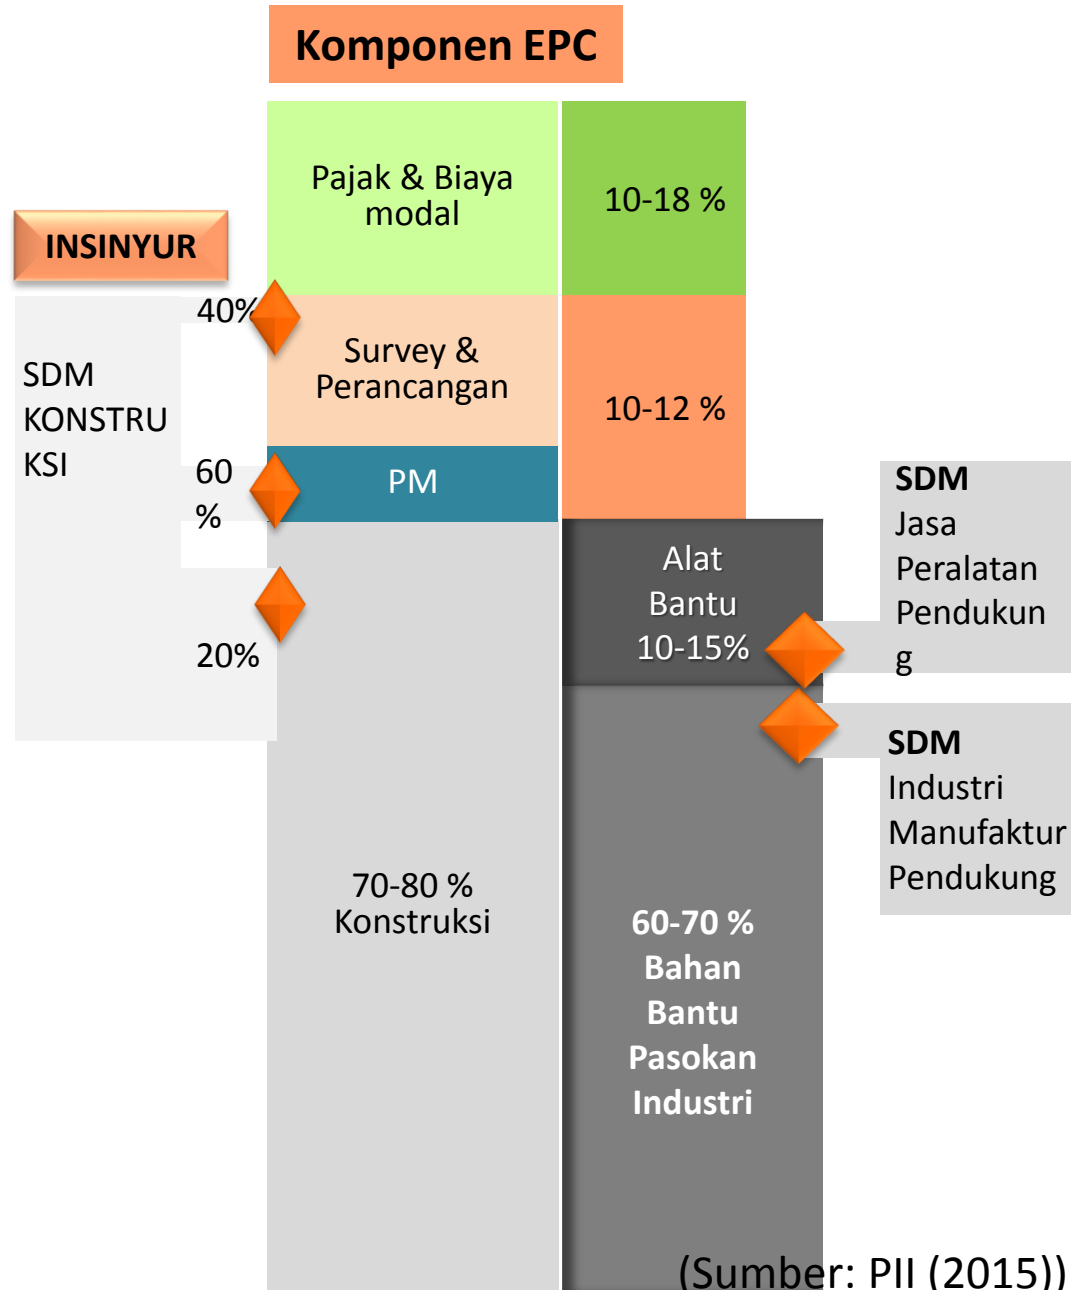 Komponen EPC
Pajak & Biaya
modal
10-18 %
INSINYUR
40%
SDM
KONSTRU
KSI
Survey &
Perancangan
10-12 %
60
%
PM
20%
Alat
Bantu
10-15%
SDM
Jasa
Peralatan
Pendukun
g
SDM
Industri
Manufaktur
Pendukung
70-80 %
Konstruksi
60-70 %
Bahan
Bantu
Pasokan
Industri
(Sumber: PII (2015))